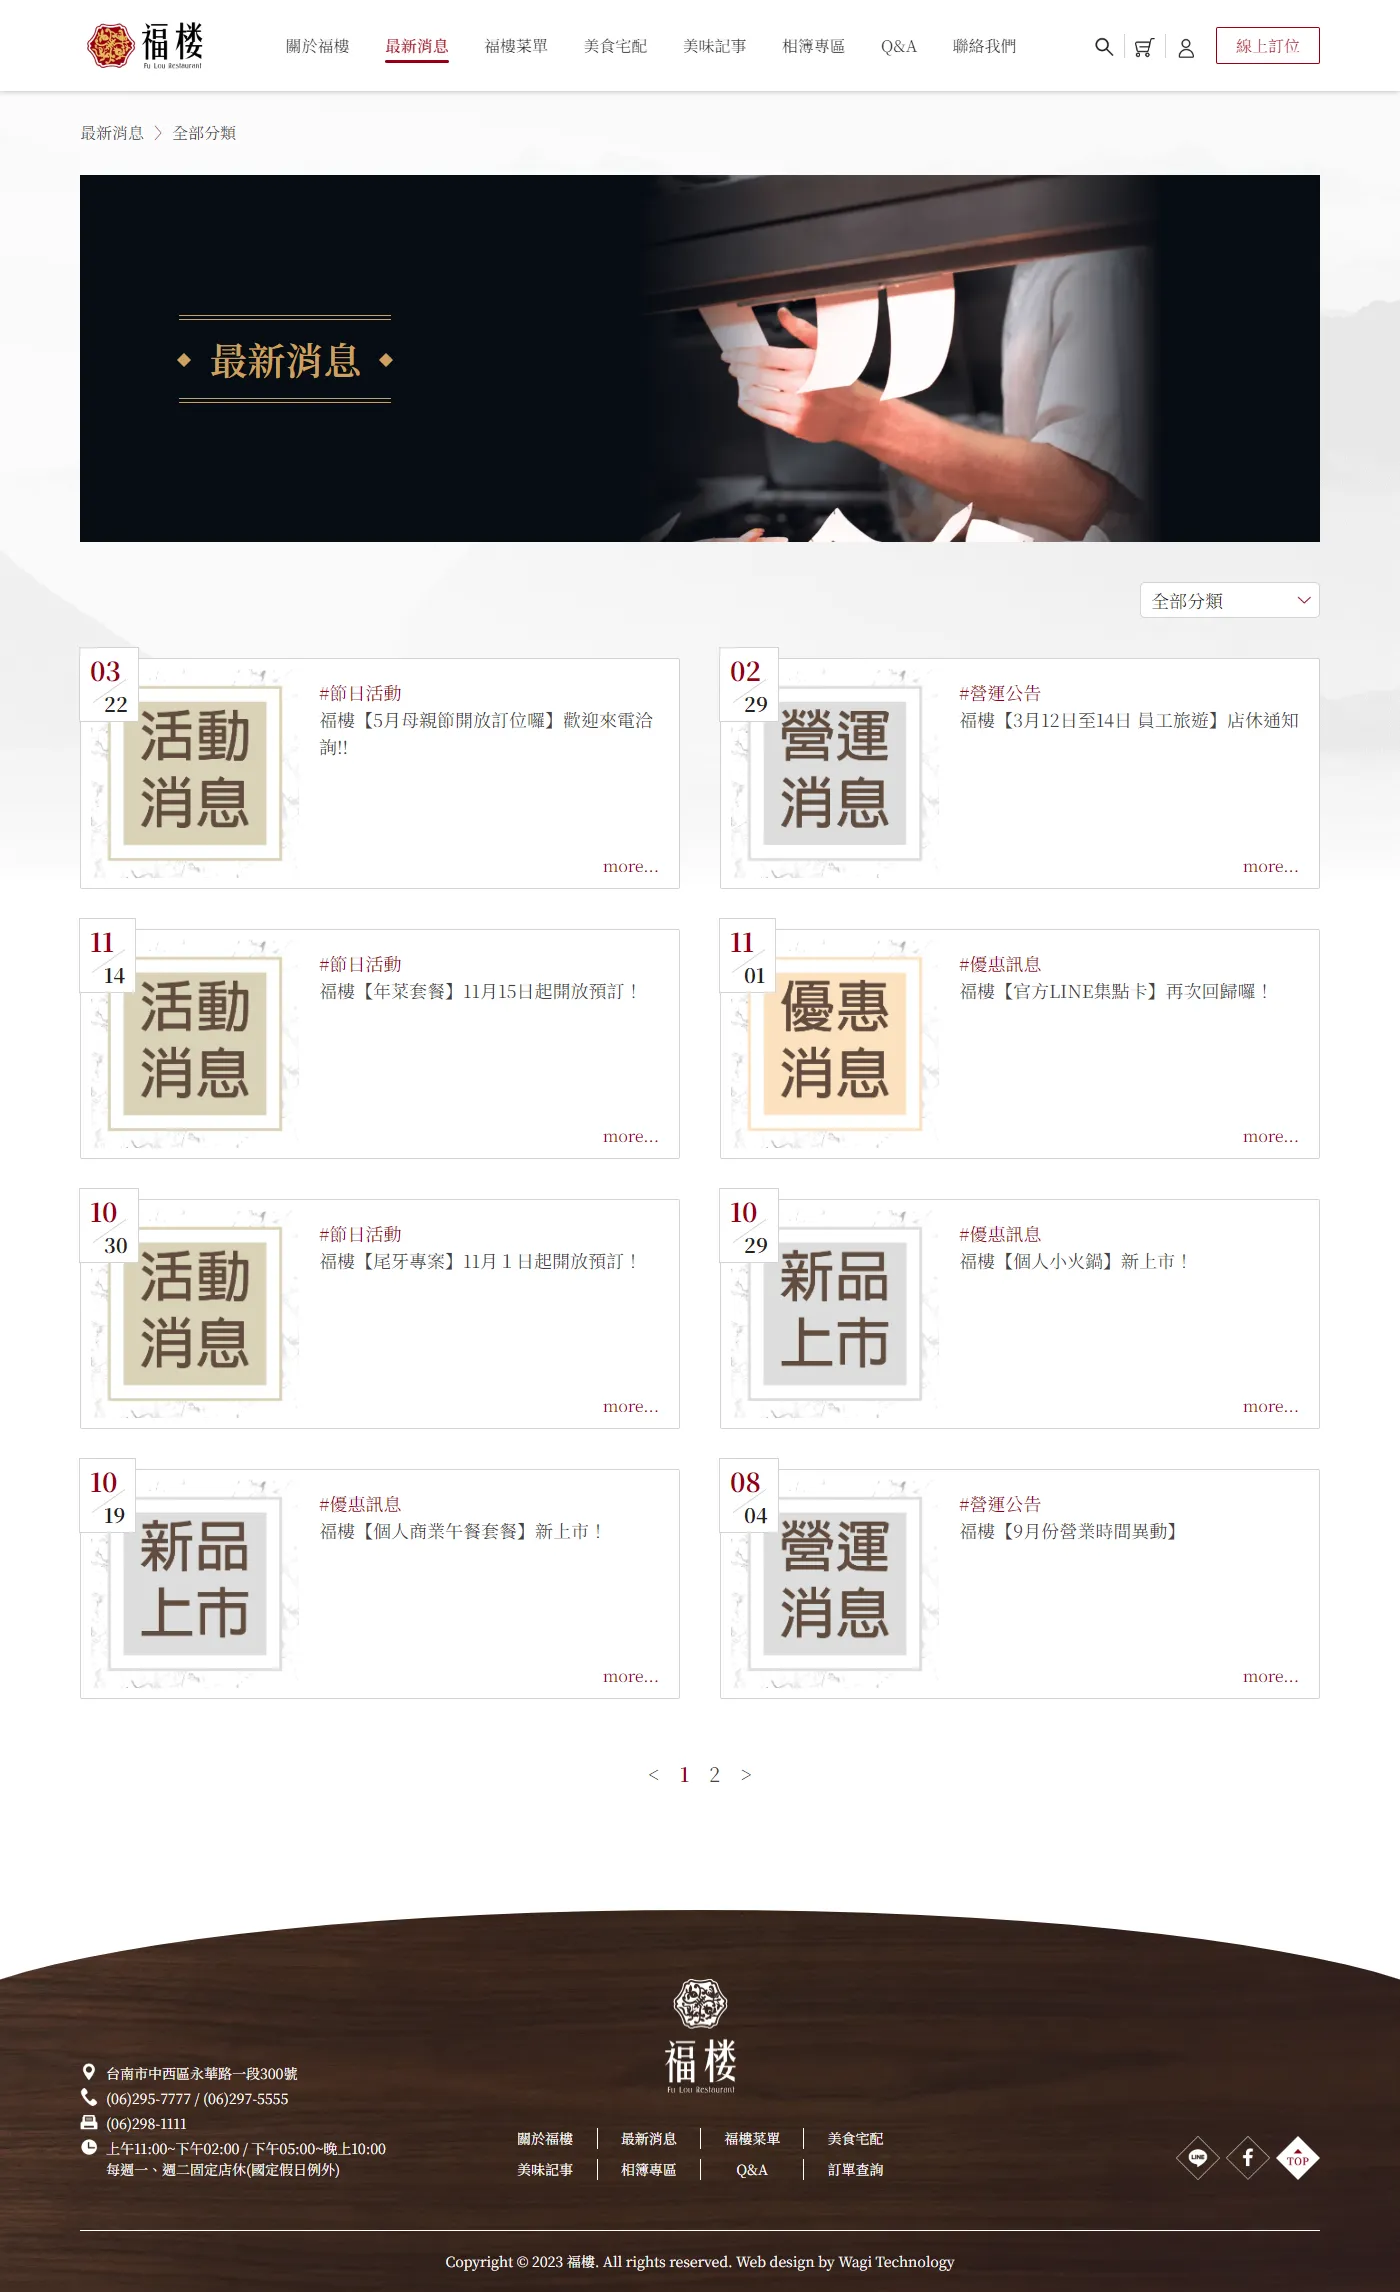 福楼
Fu Lou Restaurant
關於福樓
最新消息
福樓菜單
美食宅配
美味記事
相簿專區
Q&A
聯絡我們
線上訂位
最新消息 > 全部分類
最新消息
全部分類
03
22
活動
消息
#節日活動
福樓【5月母親節開放訂位囉】歡迎來電洽
詢!!
more...
02
29
營運
消息
#營運公告
福樓【3月12日至14日 員工旅遊】店休通知
more...
11
14
活動
消息
#節日活動
福樓【年菜套餐】11月15日起開放預訂！
more...
11
01
優惠
消息
#優惠訊息
福樓【官方LINE集點卡】再次回歸囉！
more...
10
30
活動
消息
#節日活動
福樓【尾牙專案】11月１日起開放預訂！
more...
10
29
新品
上市
#優惠訊息
福樓【個人小火鍋】新上市！
more...
10
19
新品
上市
#優惠訊息
福樓【個人商業午餐套餐】新上市！
more...
08
04
營運
消息
#營運公告
福樓【9月份營業時間異動】
more...
< 1 2 >
福楼
Fu Lou Restaurant
台南市中西區永華路一段300號
(06)295-7777 / (06)297-5555
(06)298-1111
上午11:00~下午02:00 / 下午05:00~晚上10:00
每週一、週二固定店休(國定假日例外)
關於福樓
最新消息
福樓菜單
美食宅配
美味記事
相簿專區
Q&A
訂單查詢
LINE
TOP
Copyright © 2023 福樓. All rights reserved. Web design by Wagi Technology